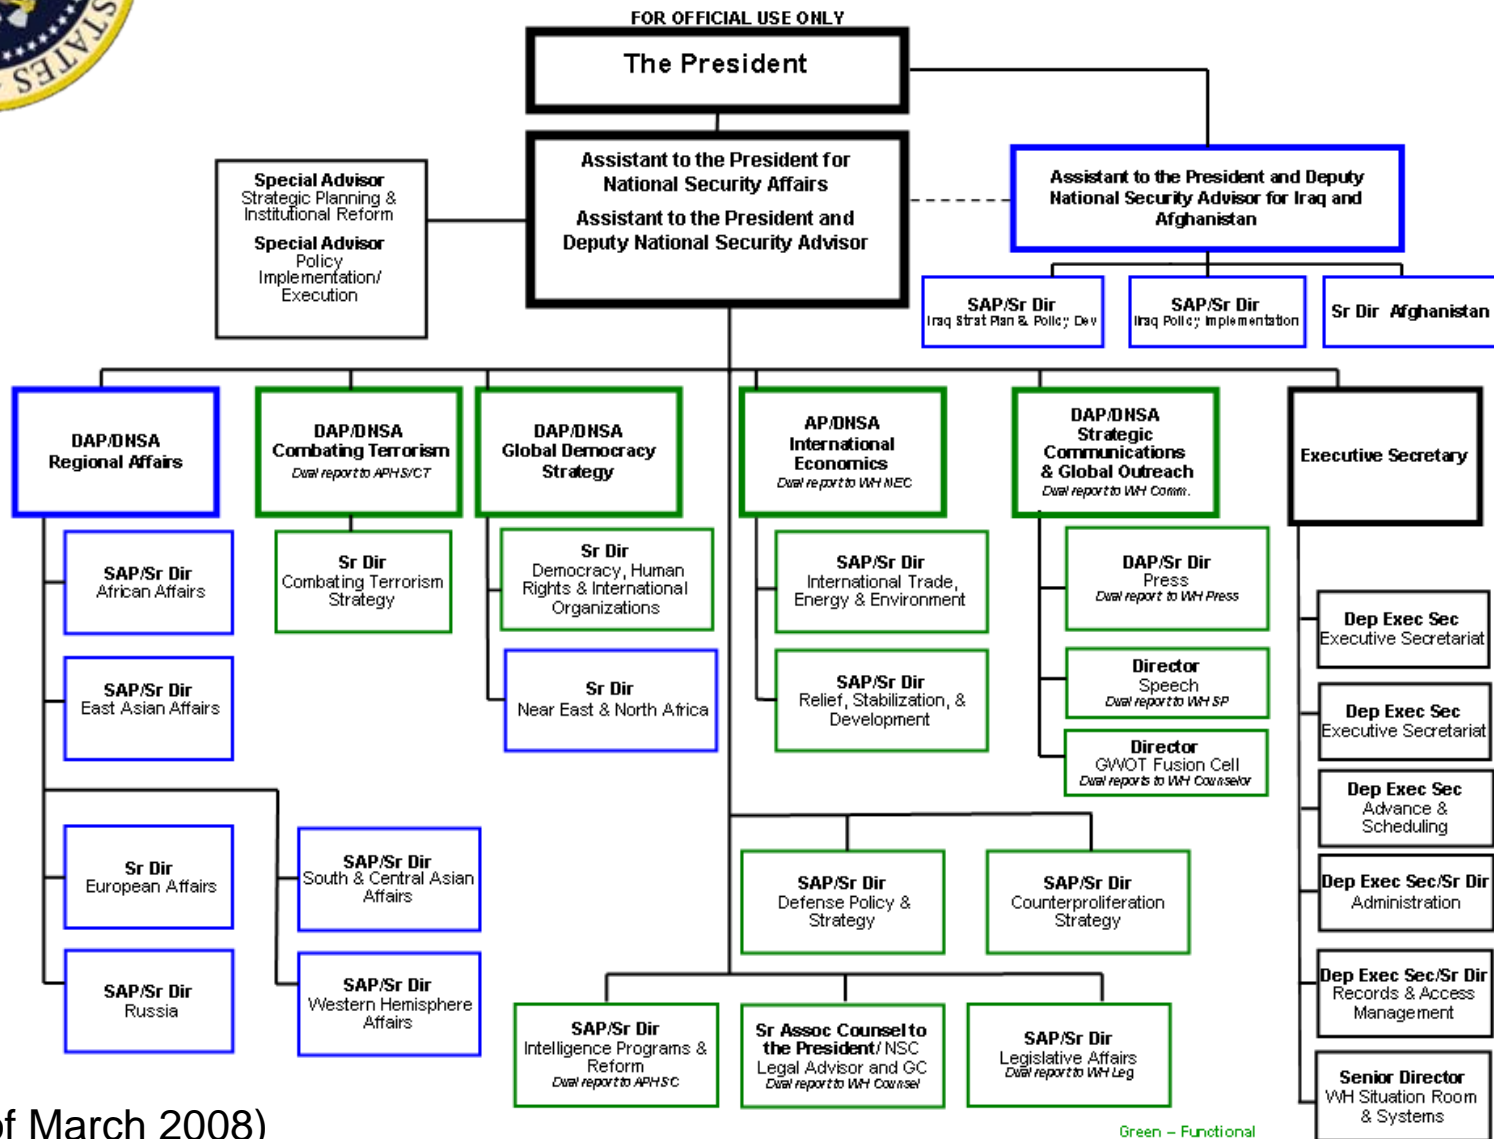 STATES
FOR OFFICIAL USE ONLY
The President
Assistant to the President for
National Security Affairs
Assistant to the President and
Deputy National Security Advisor
Special Advisor
Strategic Planning &
Institutional Reform
Special Advisor
Policy
Implementation/
Execution
Assistant to the President and Deputy
National Security Advisor for Iraq and
Afghanistan
SAP/Sr Dir
Iraq Strat Plan & Policy Dev
SAP/Sr Dir
Iraq Policy Implementation
Sr Dir Afghanistan
DAP/DNSA
Regional Affairs
DAP/DNSA
Combating Terrorism
Dual report to APHS/CT
DAP/DNSA
Global Democracy
Strategy
AP/DNSA
International
Economics
Dual report to WH NEC
DAP/DNSA
Strategic
Communications
& Global Outreach
Dual report to WH Comm.
Executive Secretary
SAP/Sr Dir
African Affairs
SAP/Sr Dir
East Asian Affairs
Sr Dir
European Affairs
SAP/Sr Dir
Russia
SAP/Sr Dir
South & Central Asian
Affairs
SAP/Sr Dir
Western Hemisphere
Affairs
Sr Dir
Combating Terrorism
Strategy
Sr Dir
Democracy, Human
Rights & International
Organizations
Sr Dir
Near East & North Africa
SAP/Sr Dir
International Trade,
Energy & Environment
SAP/Sr Dir
Relief, Stabilization, &
Development
DAP/Sr Dir
Press
Dual report to WH Press
Director
Speech
Dual report to WH SP
Director
GWOT Fusion Cell
Dual reports to WH Counselor
SAP/Sr Dir
Defense Policy &
Strategy
SAP/Sr Dir
Counterproliferation
Strategy
SAP/Sr Dir
Intelligence Programs &
Reform
Dual report to APHSC
Sr Assoc Counsel to
the President/ NSC
Legal Advisor and GC
Dual report to WH Counsel
SAP/Sr Dir
Legislative Affairs
Dual report to WH Leg
Dep Exec Sec
Executive Secretariat
Dep Exec Sec
Executive Secretariat
Dep Exec Sec
Advance &
Scheduling
Dep Exec Sec/Sr Dir
Administration
Dep Exec Sec/Sr Dir
Records & Access
Management
Senior Director
WH Situation Room
& Systems
of March 2008)
Green – Functional